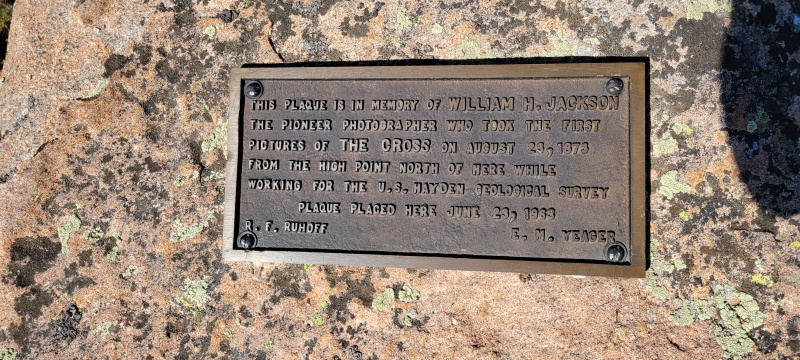 THIS PLAQUE IS IN MEMORY OF WILLIAM H. JACKSON
THE PIONEER PHOTOGRAPHER WHO TOOK THE FIRST
PICTURES OF THE CROSS ON AUGUST 23, 1873
FROM THE HIGH POINT NORTH OF HERE WHILE
WORKING FOR THE U.S. HAYDEN GEOLOGICAL SURVEY
PLAQUE PLACED HERE JUNE 23, 1963
R. F. RUHOFF E. M. YEAGER